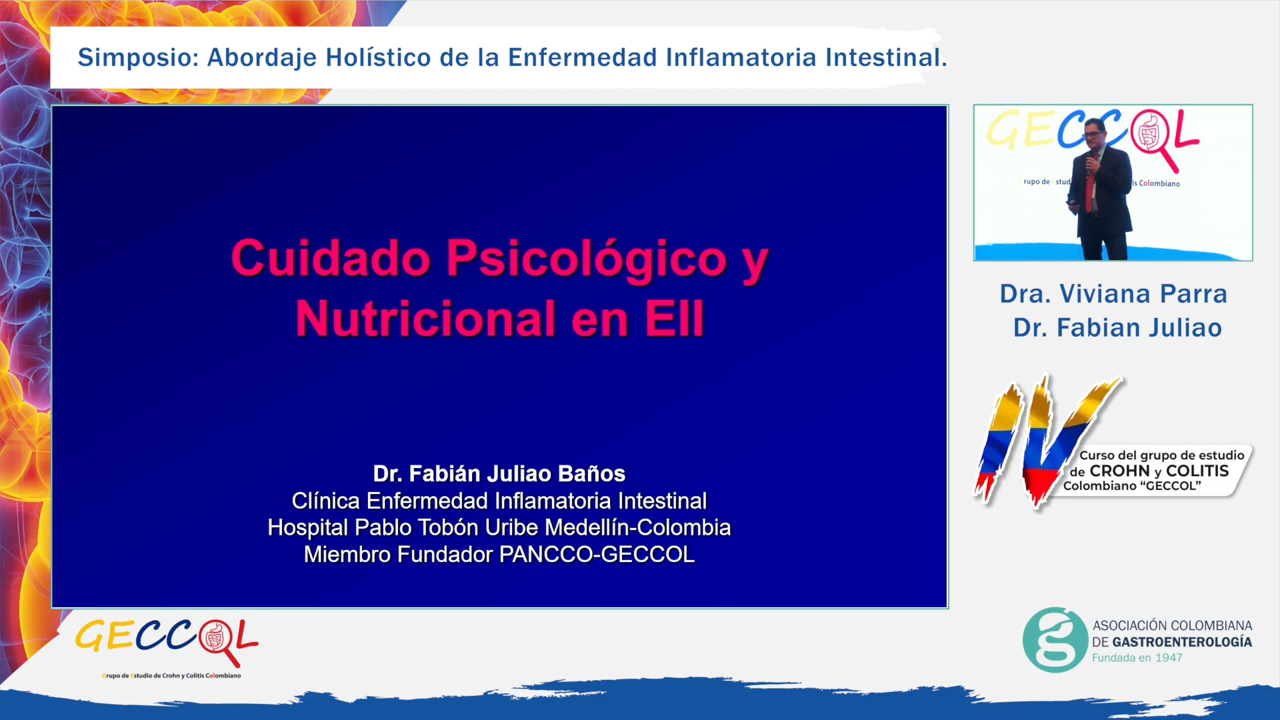 Simposio: Abordaje Holístico de la Enfermedad Inflamatoria Intestinal.
Cuidado Psicológico y
Nutricional en EII
Dr. Fabián Juliao Baños
Clínica Enfermedad Inflamatoria Intestinal
Hospital Pablo Tobón Uribe Medellín-Colombia
Miembro Fundador PANCCO-GECCOL
GECCOL
rupo de
Colombiano
Dra. Viviana Parra
Dr. Fabian Juliao
IV
Curso del grupo de estudio
de CROHN y COLITIS
Colombiano “GECCOL”
GECCOL
Grupo de Estudio de Crohn y Colitis Colombiano
ASOCIACIÓN COLOMBIANA
DE GASTROENTEROLOGÍA
Fundada en 1947